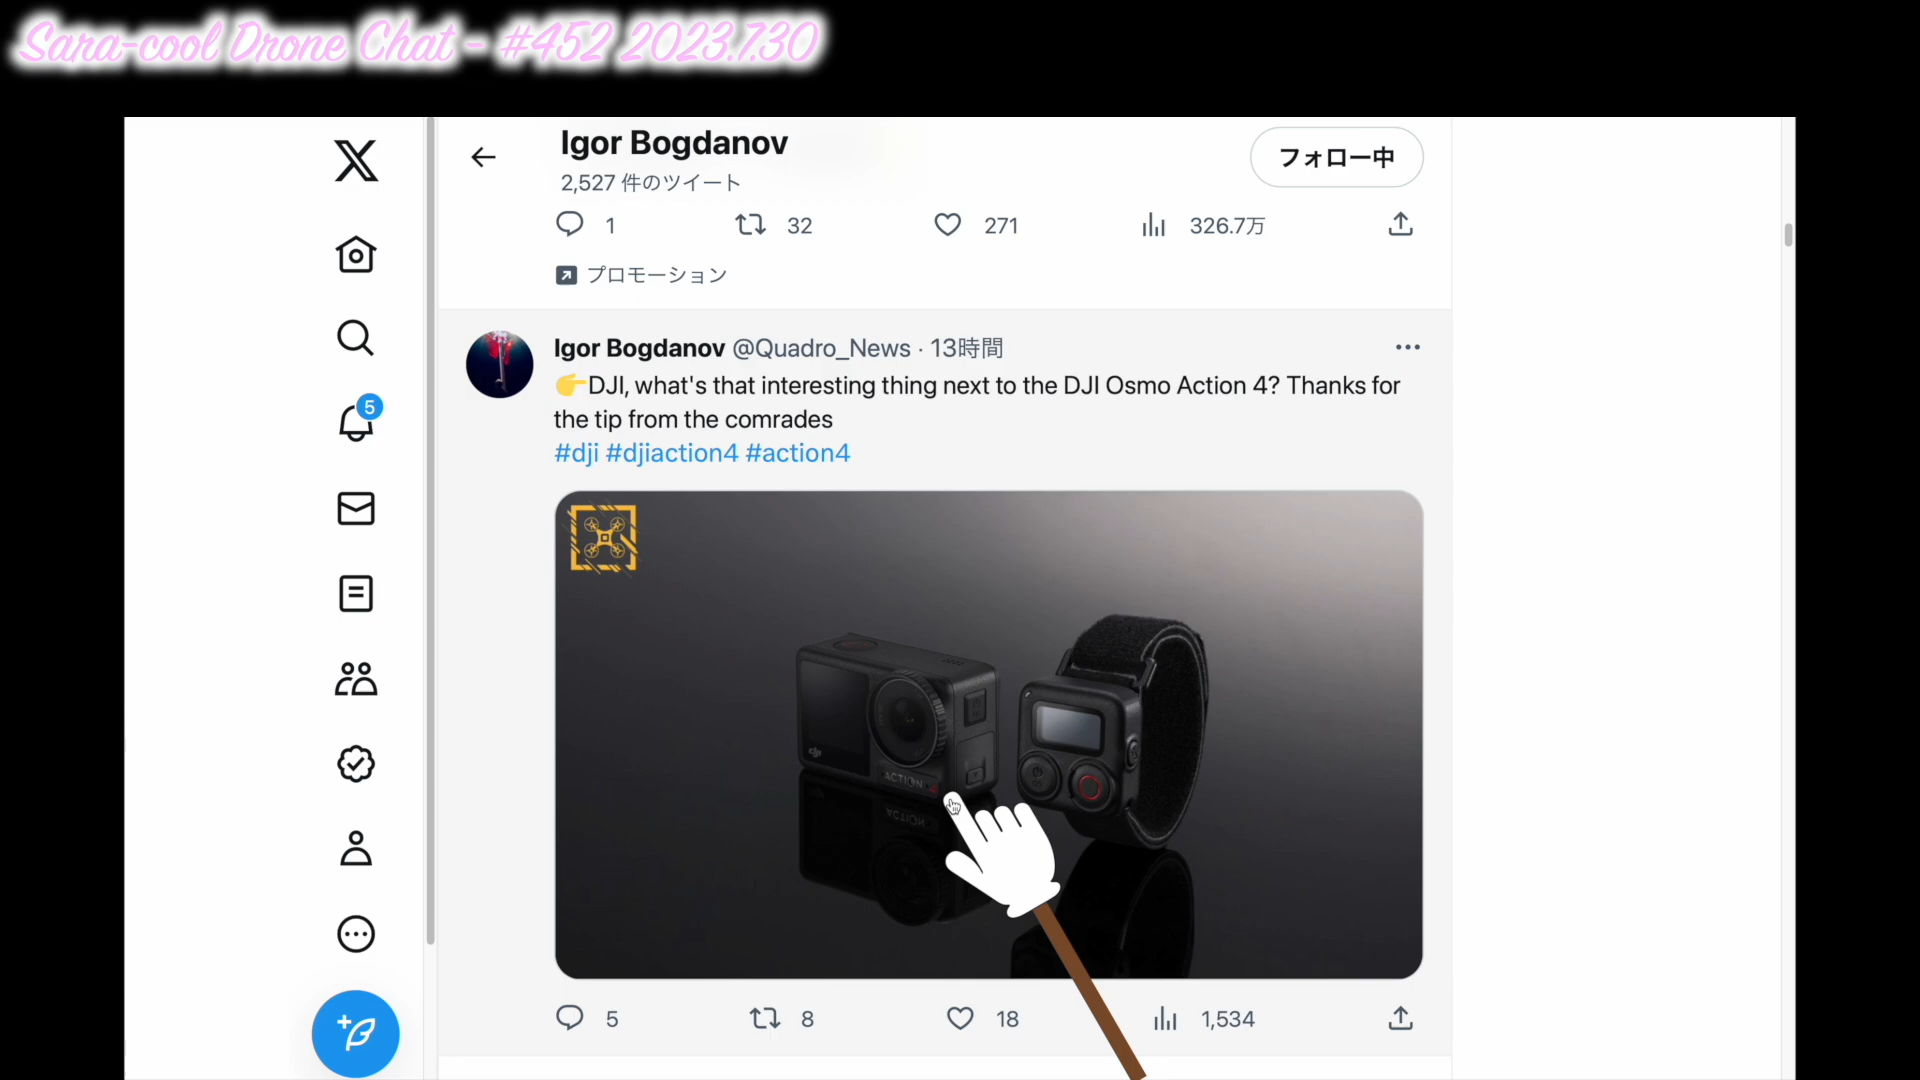 Sara-cool Drone Chat - #452 2023.7.30
Igor Bogdanov
フォロー中
2,527 件のツイート
1 32 271 326.7万
プロモーション
Igor Bogdanov @Quadro_News · 13時間
👉DJI, what's that interesting thing next to the DJI Osmo Action 4? Thanks for
the tip from the comrades
#dji #djiaction4 #action4
5
dji
ACTION
5 8 18 1,534